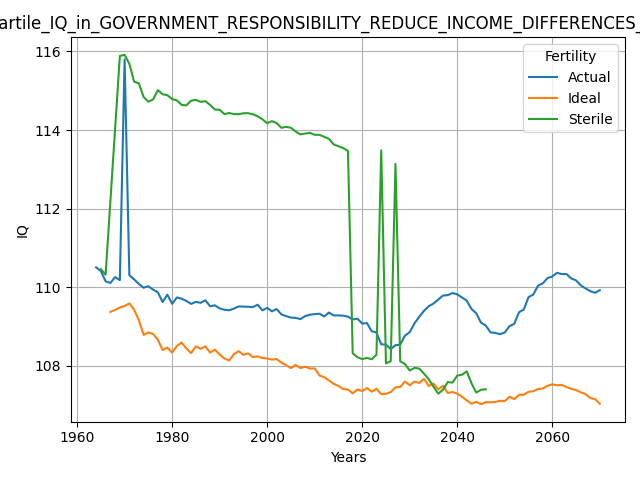 artile_IQ_in_GOVERNMENT_RESPONSIBILITY_REDUCE_INCOME_DIFFERENCES_
116
114
112
110
108
IQ
Fertility
Actual
Ideal
Sterile
1960 1980 2000 2020 2040 2060
Years